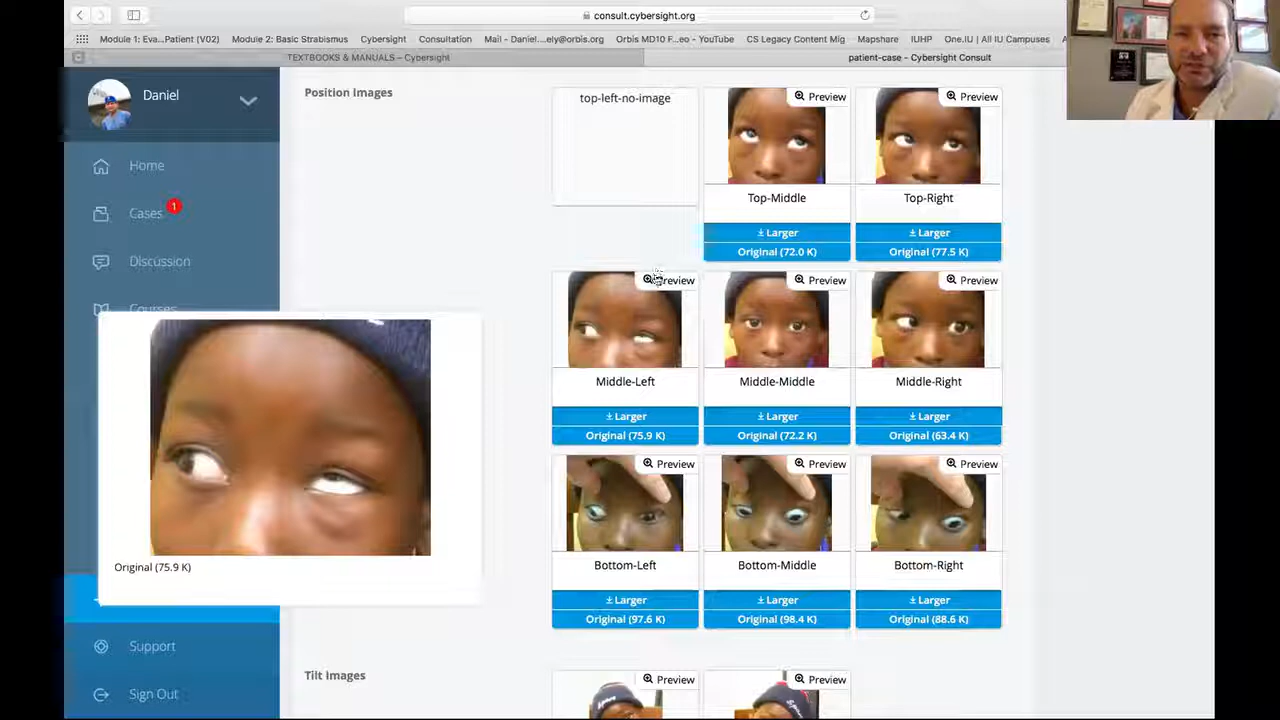 consult.cybersight.org
Module 1: Eva...Patient (V02) Module 2: Basic Strabismus Cybersight Consultation Mail - Daniel....ely@orbis.org Orbis MD10 F...eo - YouTube CS Legacy Content Mig Mapshare IUHP One.IU | All IU Campuses
TEXTBOOKS & MANUALS – Cybersight patient-case - Cybersight Consult
Daniel
Home
Cases 1
Discussion
Courses
Support
Sign Out
Original (75.9 K)
Position Images
top-left-no-image
Preview Preview
Top-Middle Top-Right
Larger Larger
Original (72.0 K) Original (77.5 K)
Preview Preview Preview
Middle-Left Middle-Middle Middle-Right
Larger Larger Larger
Original (75.9 K) Original (72.2 K) Original (63.4 K)
Preview Preview Preview
Bottom-Left Bottom-Middle Bottom-Right
Larger Larger Larger
Original (97.6 K) Original (98.4 K) Original (88.6 K)
Tilt Images
Preview Preview